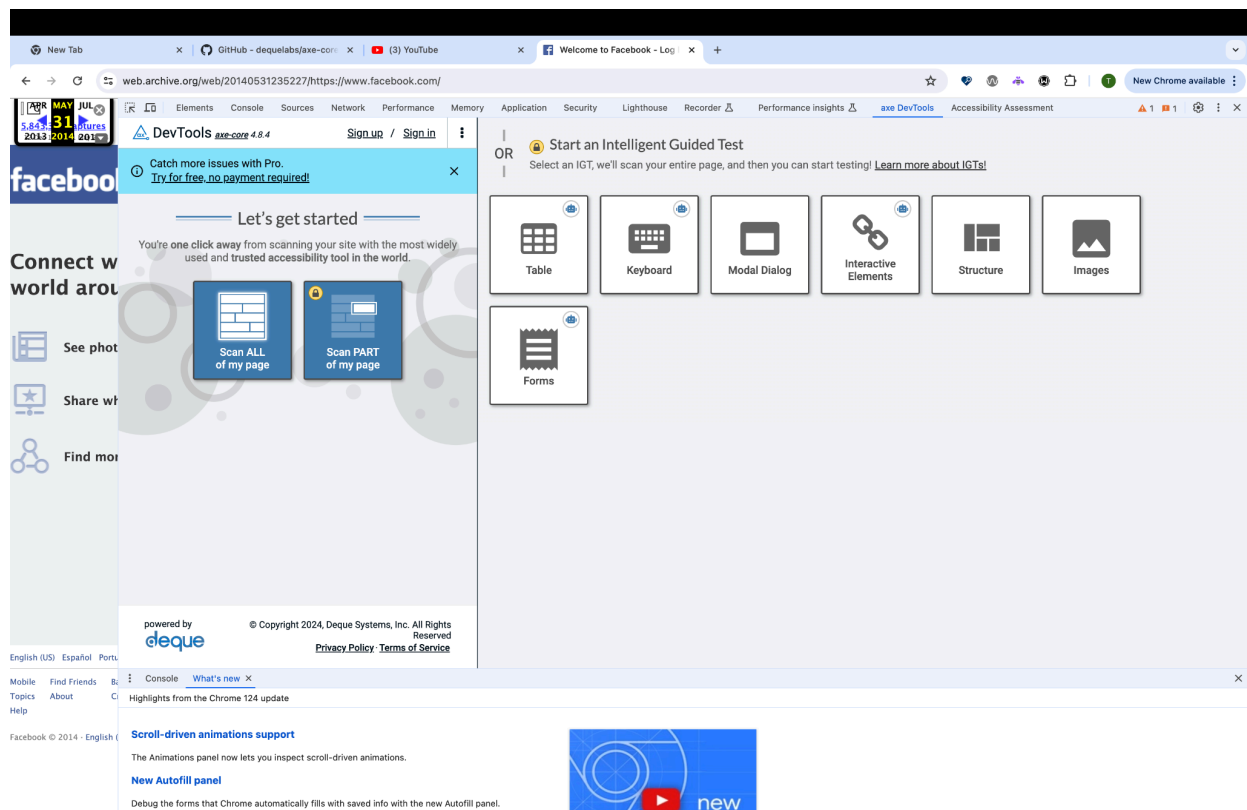 New Tab
GitHub - dequelabs/axe-core
(3) YouTube
Welcome to Facebook - Log
web.archive.org/web/20140531235227/https://www.facebook.com/
T
New Chrome available
APR MAY JUL
31
2013 2014
Elements Console Sources Network Performance Memory Application Security Lighthouse Recorder Performance insights axe DevTools Accessibility Assessment
1 1
DevTools axe-core 4.8.4
Sign up / Sign in
Catch more issues with Pro.
Try for free, no payment required!
Let's get started
You're one click away from scanning your site with the most widely
used and trusted accessibility tool in the world.
Scan ALL
of my page
Scan PART
of my page
powered by
deque
© Copyright 2024, Deque Systems, Inc. All Rights
Reserved
Privacy Policy · Terms of Service
OR
Start an Intelligent Guided Test
Select an IGT, we'll scan your entire page, and then you can start testing! Learn more about IGTs!
Table
Keyboard
Modal Dialog
Interactive
Elements
Structure
Images
Forms
faceboo
Connect w
world arou
See phot
Share wh
Find mor
English (US) Español Portu
Mobile Find Friends Ba
Topics About
Help
Facebook © 2014 · English (
Console What's new
Highlights from the Chrome 124 update
Scroll-driven animations support
The Animations panel now lets you inspect scroll-driven animations.
New Autofill panel
Debug the forms that Chrome automatically fills with saved info with the new Autofill panel.
new